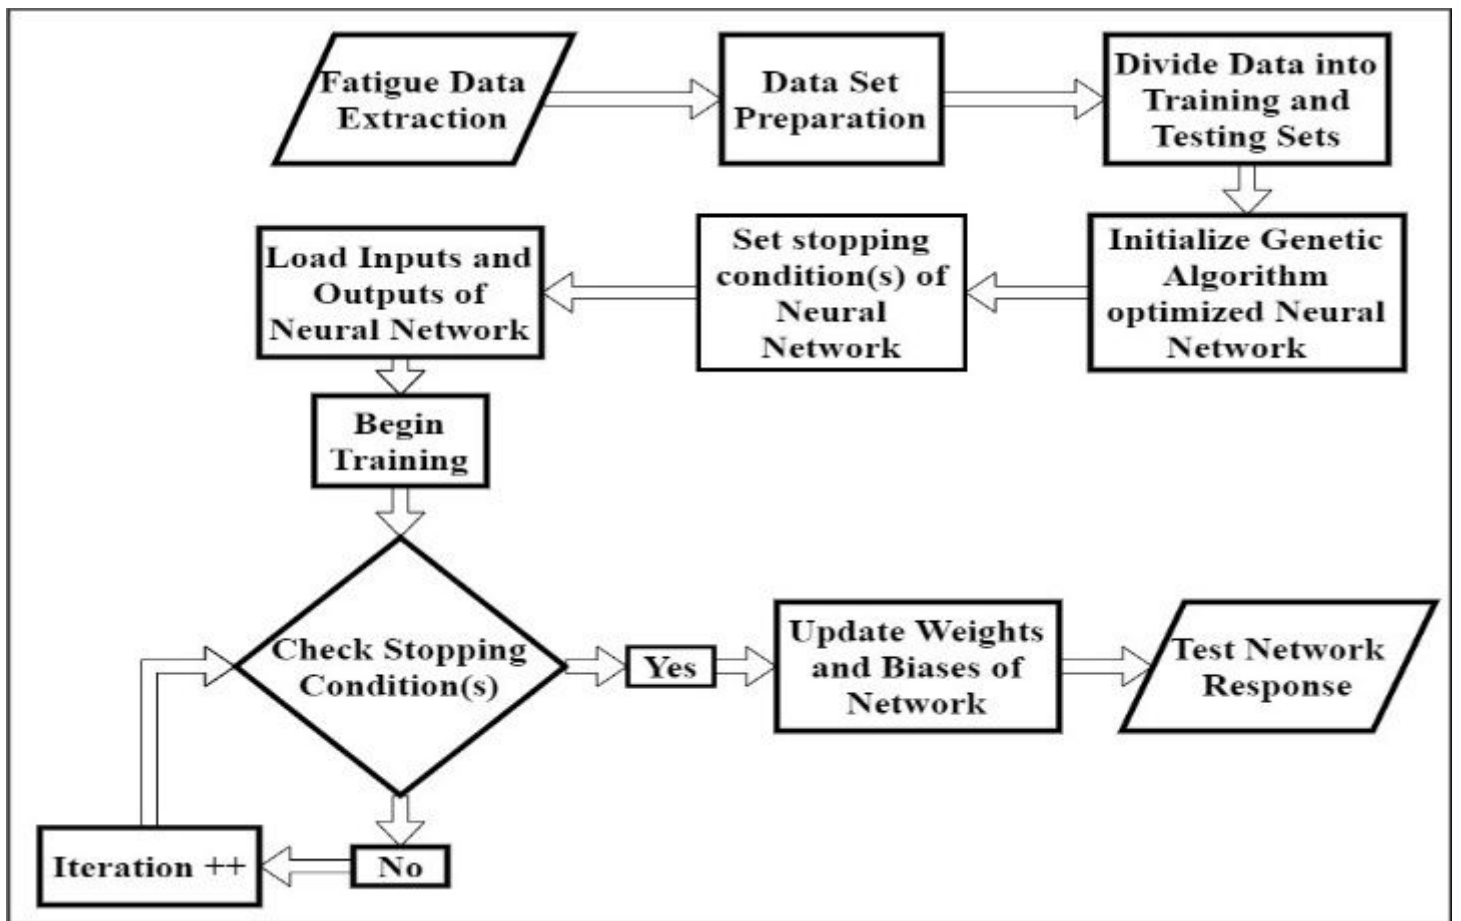 Fatigue Data
Extraction
Data Set
Preparation
Divide Data into
Training and
Testing Sets
Initialize Genetic
Algorithm
optimized Neural
Network
Set stopping
condition(s) of
Neural
Network
Load Inputs and
Outputs of
Neural Network
Begin
Training
Check Stopping
Condition(s)
Yes
Update Weights
and Biases of
Network
Test Network
Response
No
Iteration ++